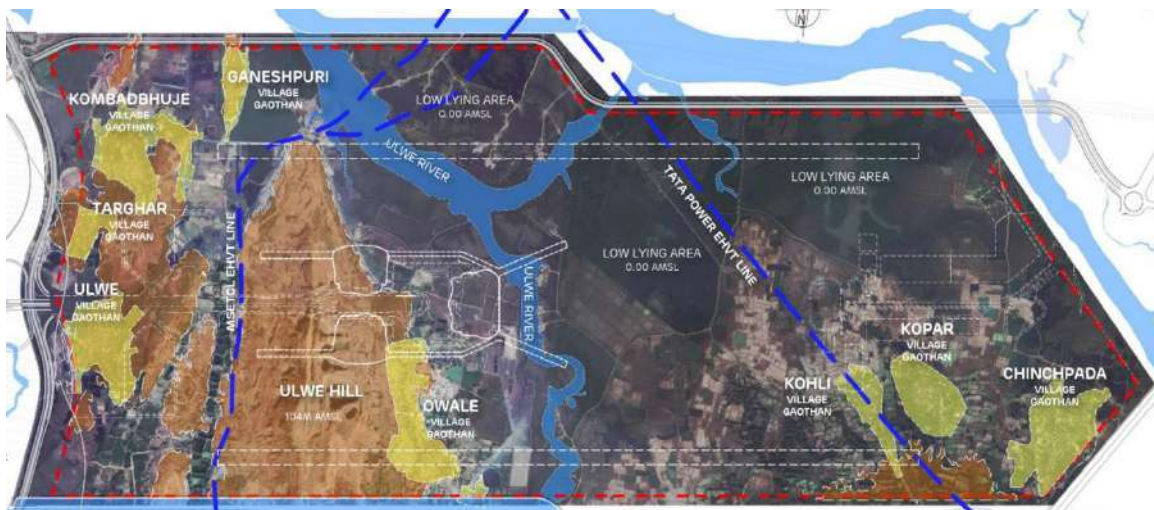 N
GANESHPURI
VILLAGE
GAOTHAN
KOMBADBHUJE
VILLAGE
GAOTHAN
LOW LYING AREA
0.00 AMSL
ULWE RIVER
LOW LYING AREA
0.00 AMSL
TARGHAR
VILLAGE
GAOTHAN
TATA POWER EHVT LINE
MSETCL EHVT LINE
LOW LYING AREA
0.00 AMSL
ULWE
VILLAGE
GAOTHAN
ULWE RIVER
KOPAR
VILLAGE
GAOTHAN
ULWE HILL
104M AMSL
OWALE
VILLAGE
GAOTHAN
KOHLI
VILLAGE
GAOTHAN
CHINCHPADA
VILLAGE
GAOTHAN